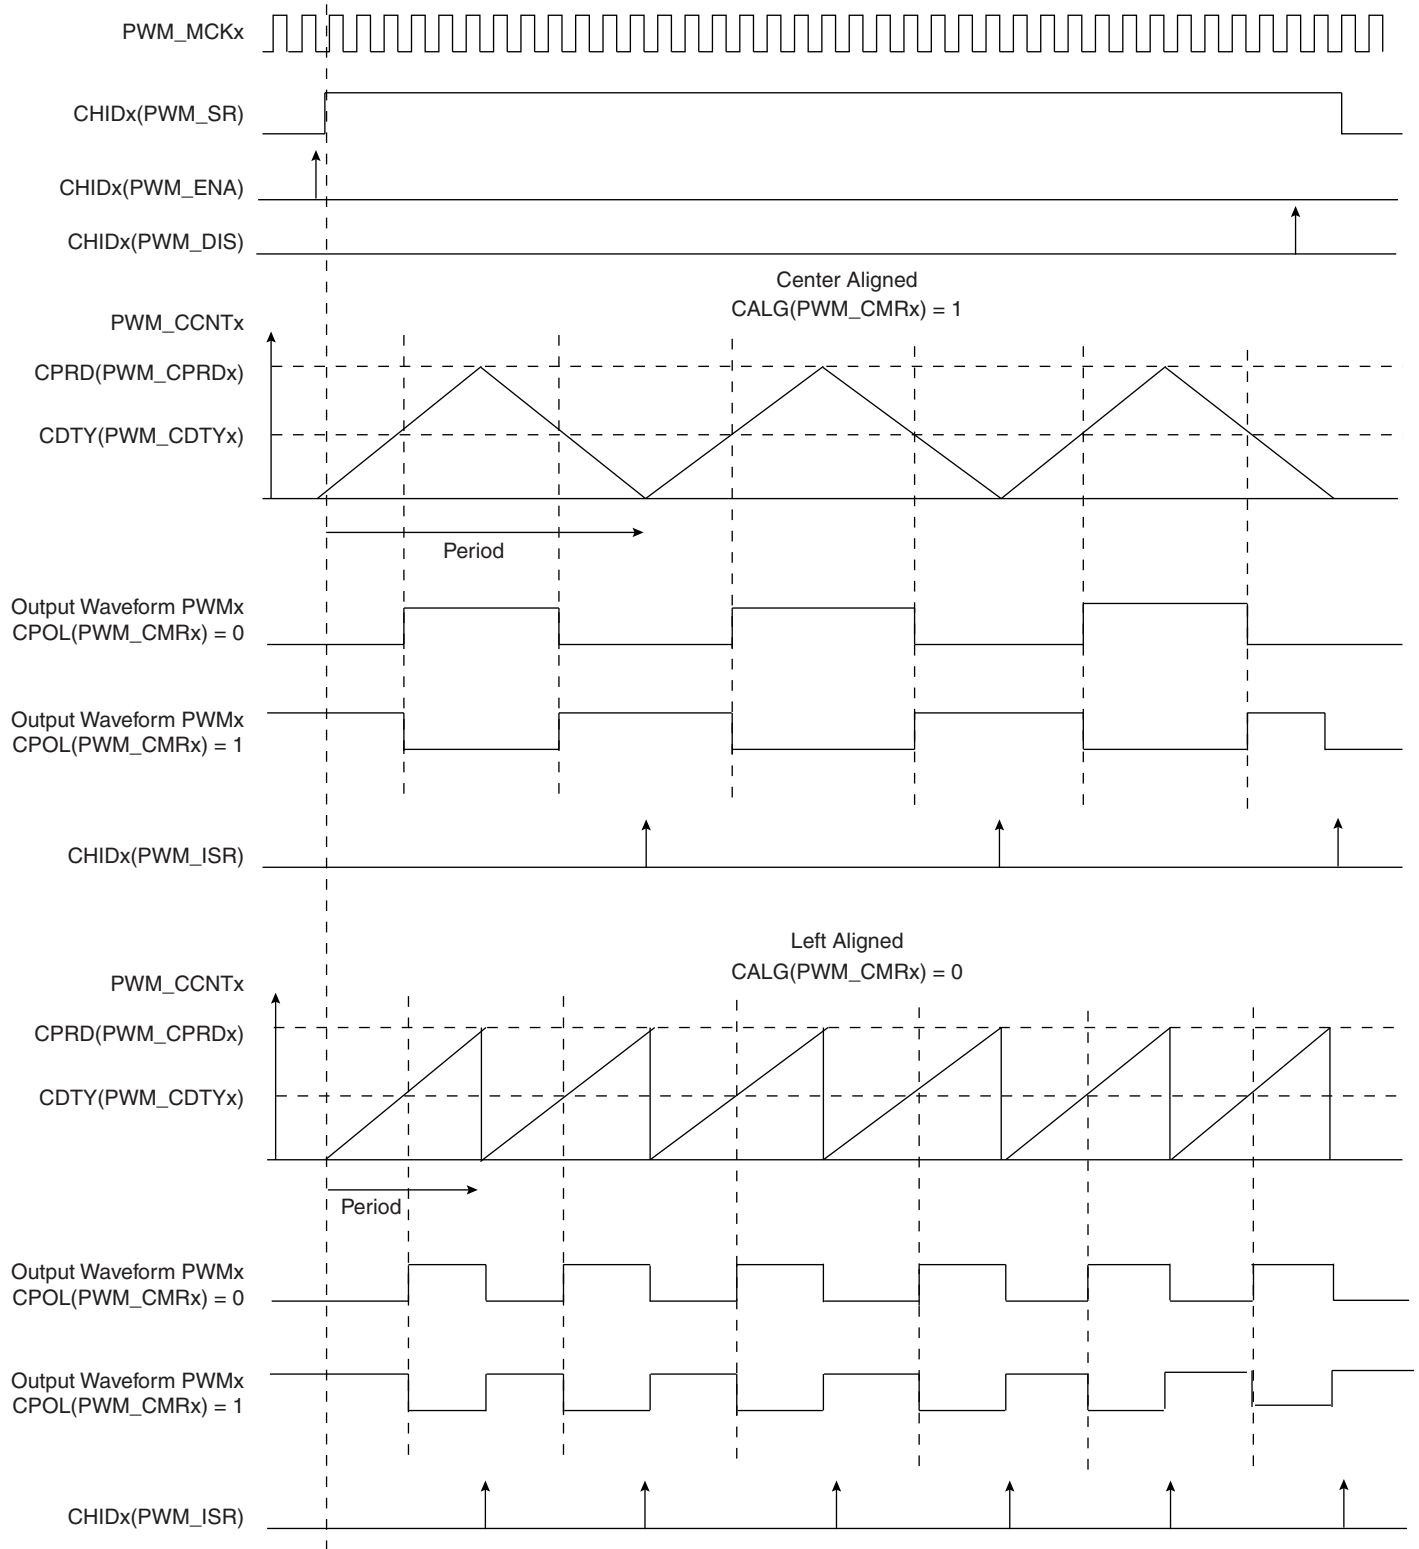 PWM_MCKx
CHIDx(PWM_SR)
CHIDx(PWM_ENA)
CHIDx(PWM_DIS)
Center Aligned
CALG(PWM_CMRx) = 1
PWM_CCNTx
CPRD(PWM_CPRDx)
CDTY(PWM_CDTYx)
Period
Output Waveform PWMx
CPOL(PWM_CMRx) = 0
Output Waveform PWMx
CPOL(PWM_CMRx) = 1
CHIDx(PWM_ISR)
Left Aligned
CALG(PWM_CMRx) = 0
PWM_CCNTx
CPRD(PWM_CPRDx)
CDTY(PWM_CDTYx)
Period
Output Waveform PWMx
CPOL(PWM_CMRx) = 0
Output Waveform PWMx
CPOL(PWM_CMRx) = 1
CHIDx(PWM_ISR)